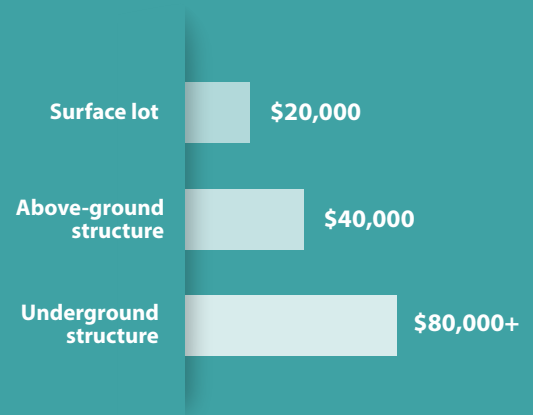 Surface lot $20,000
Above-ground
structure
$40,000
Underground
structure
$80,000+